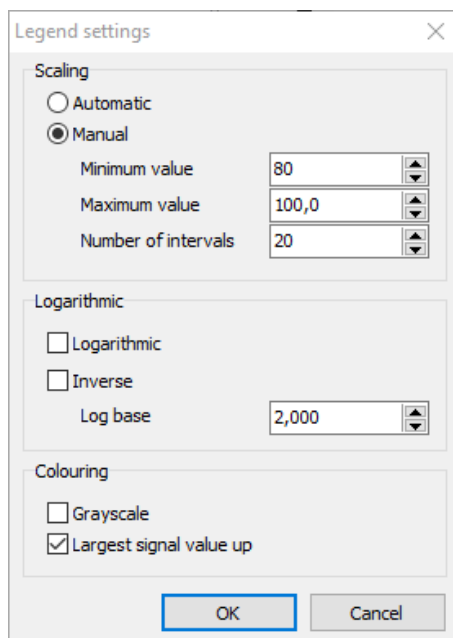 Legend settings
Scaling
Automatic
Manual
Minimum value 80
Maximum value 100,0
Number of intervals 20
Logarithmic
Logarithmic
Inverse
Log base 2,000
Colouring
Grayscale
Largest signal value up
OK Cancel